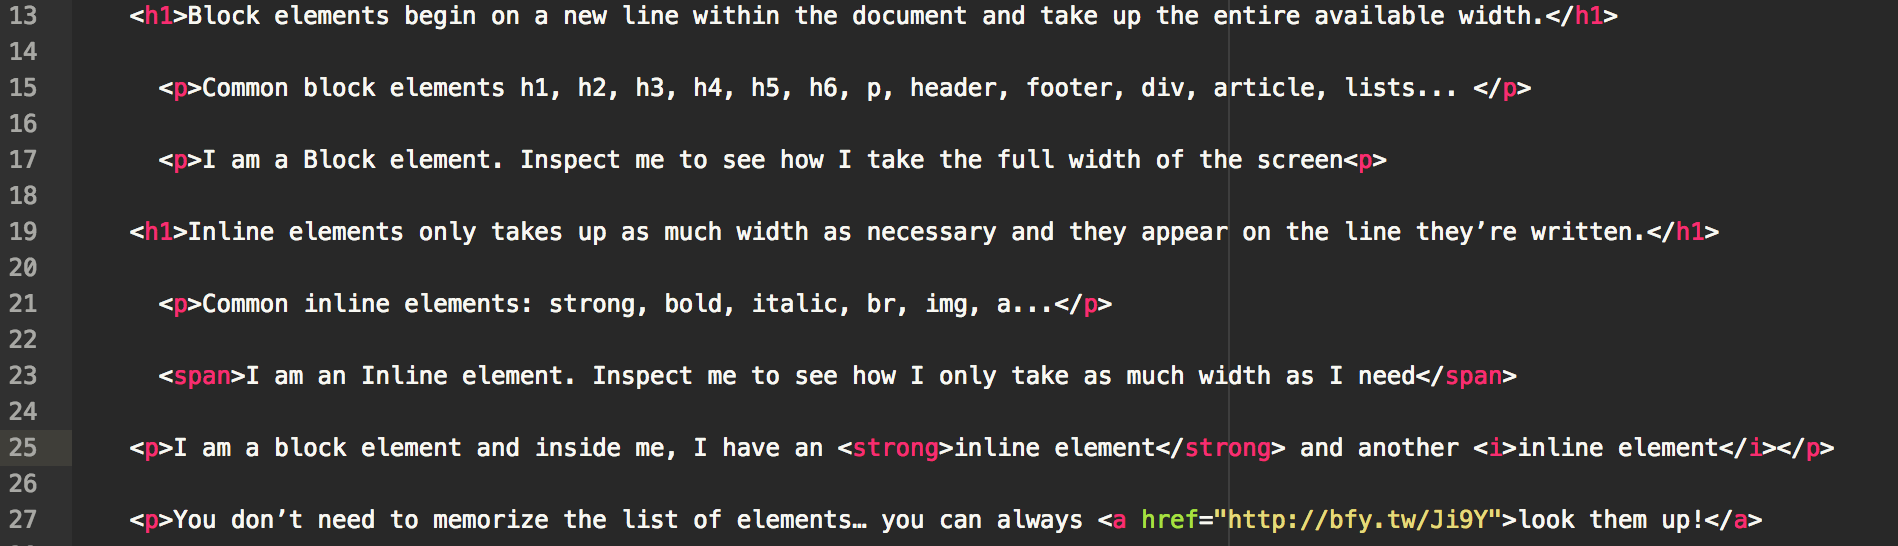 13 <h1>Block elements begin on a new line within the document and take up the entire available width.</h1>
14
15 <p>Common block elements h1, h2, h3, h4, h5, h6, p, header, footer, div, article, lists... </p>
16
17 <p>I am a Block element. Inspect me to see how I take the full width of the screen<p>
18
19 <h1>Inline elements only takes up as much width as necessary and they appear on the line they’re written.</h1>
20
21 <p>Common inline elements: strong, bold, italic, br, img, a...</p>
22
23 <span>I am an Inline element. Inspect me to see how I only take as much width as I need</span>
24
25 <p>I am a block element and inside me, I have an <strong>inline element</strong> and another <i>inline element</i></p>
26
27 <p>You don’t need to memorize the list of elements… you can always <a href="http://bfy.tw/Ji9Y">look them up!</a>